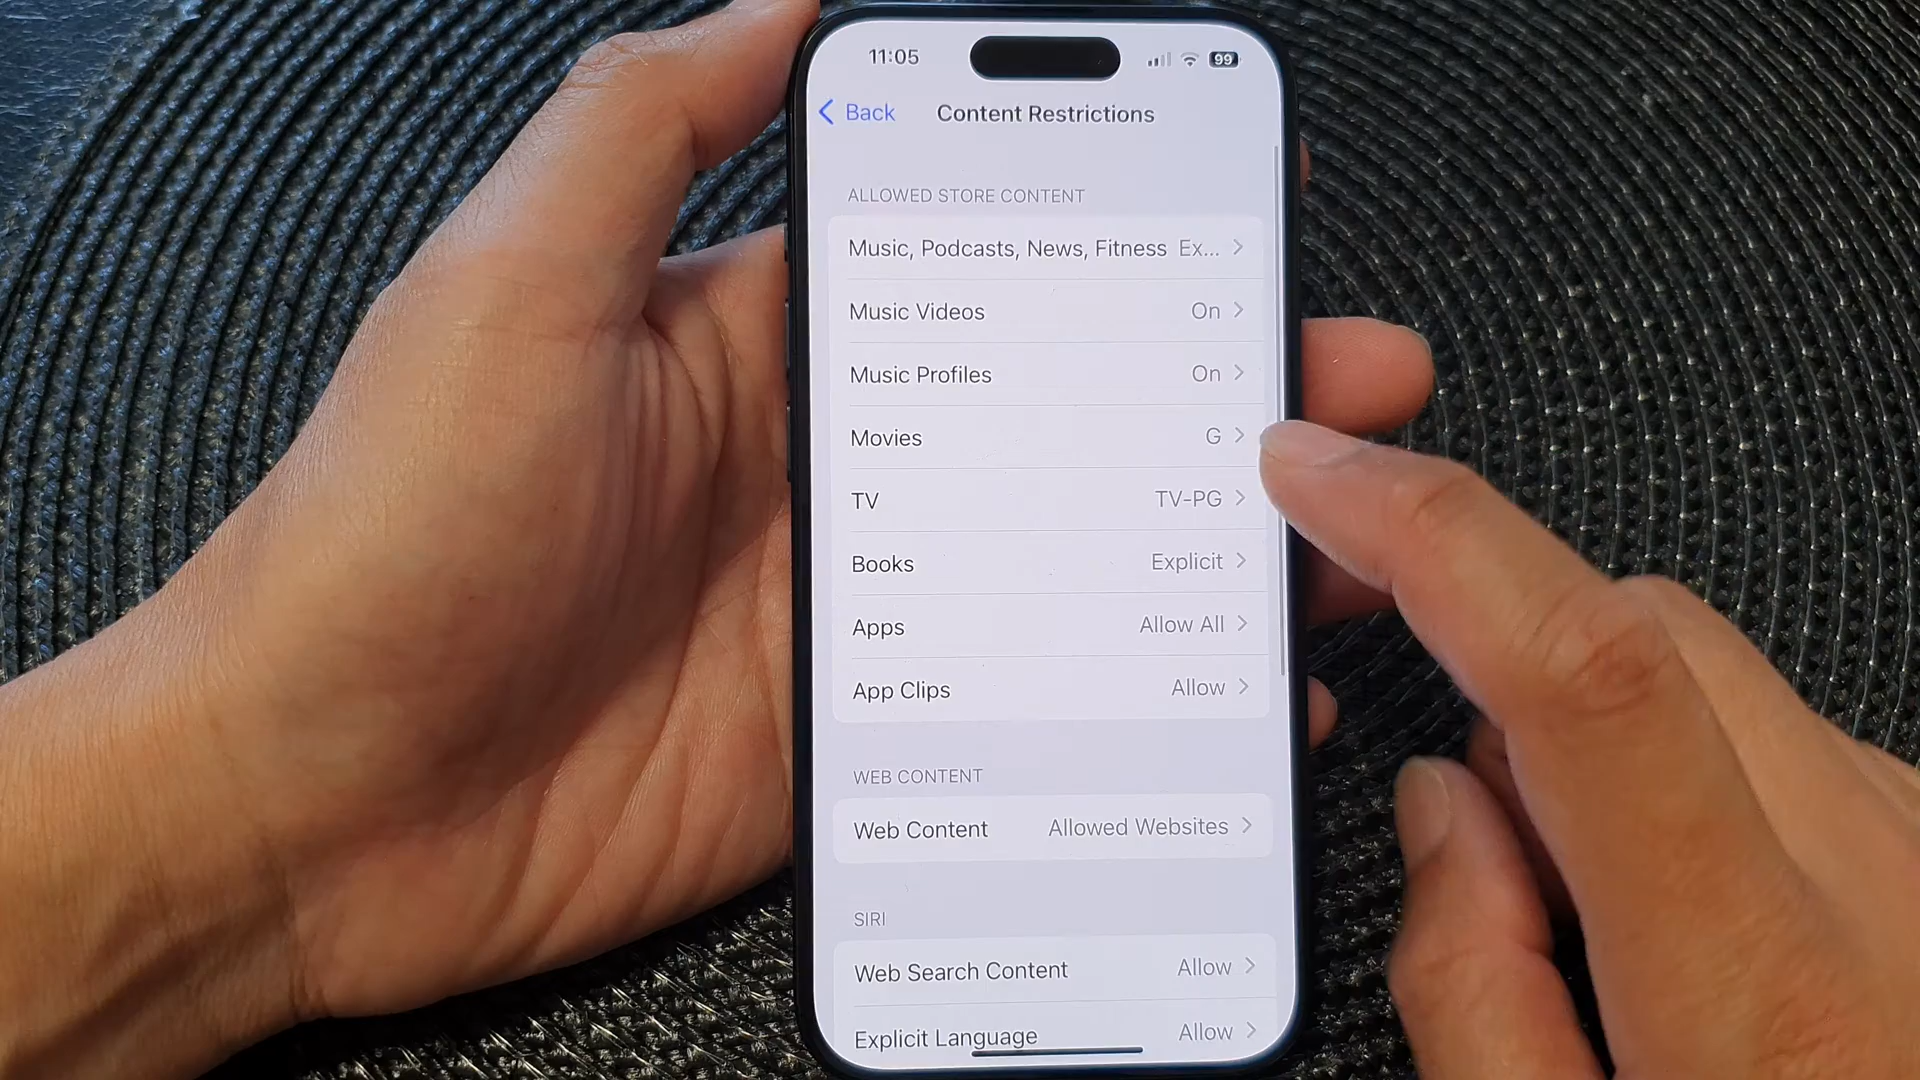 11:05
99
Back
Content Restrictions
ALLOWED STORE CONTENT
Music, Podcasts, News, Fitness Ex...
Music Videos On
Music Profiles On
Movies G
TV TV-PG
Books Explicit
Apps Allow All
App Clips Allow
WEB CONTENT
Web Content Allowed Websites
SIRI
Web Search Content Allow
Explicit Language Allow